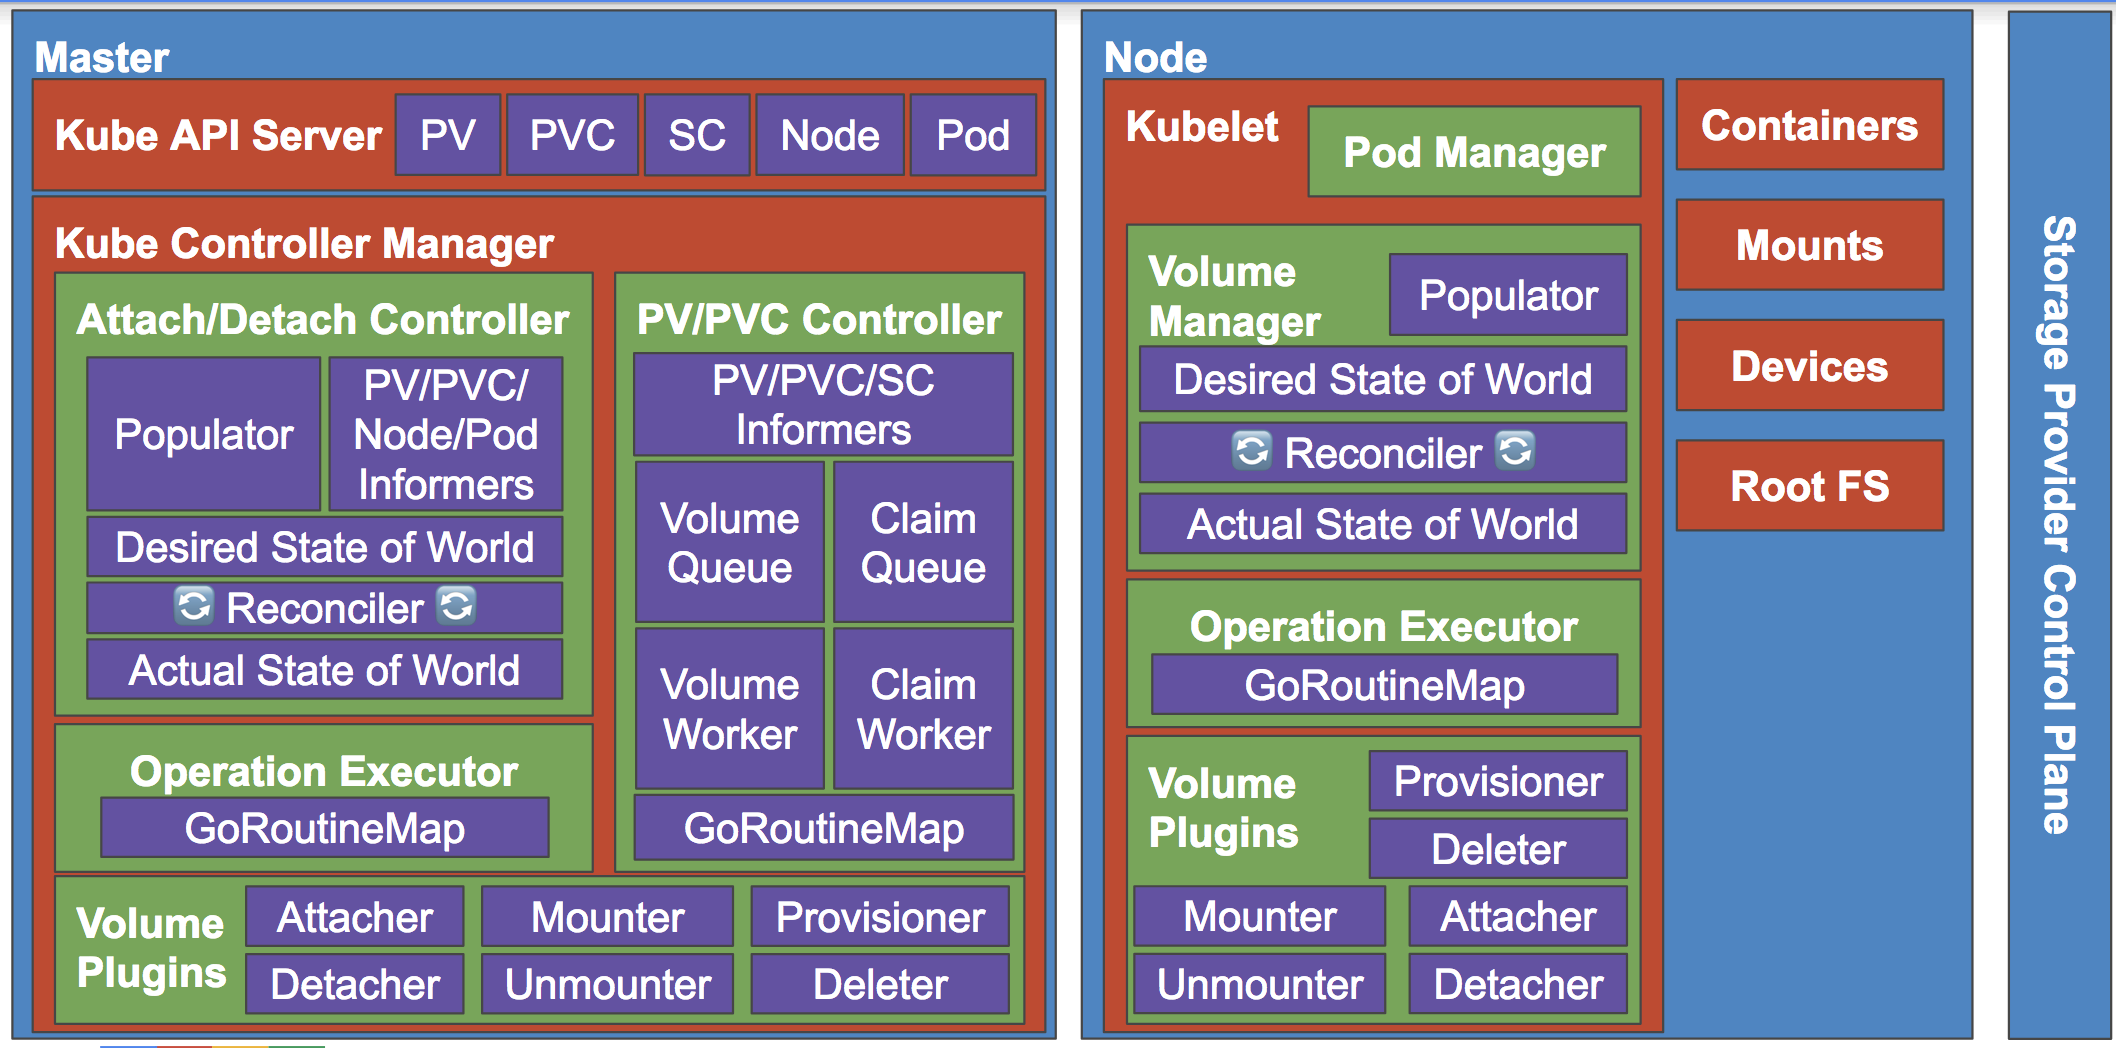 Master
Kube API Server
PV
PVC
SC
Node
Pod
Kube Controller Manager
Attach/Detach Controller
Populator
PV/PVC/
Node/Pod
Informers
Desired State of World
Reconciler
Actual State of World
Operation Executor
GoRoutineMap
PV/PVC Controller
PV/PVC/SC
Informers
Volume
Queue
Claim
Queue
Volume
Worker
Claim
Worker
GoRoutineMap
Volume
Plugins
Attacher
Mounter
Provisioner
Detacher
Unmounter
Deleter
Node
Kubelet
Pod Manager
Volume
Manager
Populator
Desired State of World
Reconciler
Actual State of World
Operation Executor
GoRoutineMap
Volume
Plugins
Provisioner
Deleter
Mounter
Attacher
Unmounter
Detacher
Containers
Mounts
Devices
Root FS
Storage Provider Control Plane